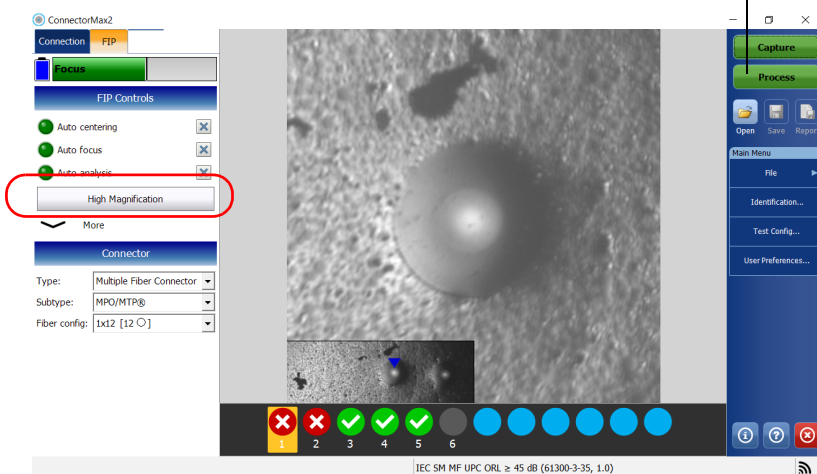 ConnectorMax2
Connection FIP
Focus
FIP Controls
Auto centering
Auto focus
Auto analysis
High Magnification
More
Connector
Type: Multiple Fiber Connector
Subtype: MPO/MTP®
Fiber config: 1x12 [12 O]
1 2 3 4 5 6
IEC SM MF UPC ORL ≥ 45 dB (61300-3-35, 1.0)
Capture
Process
Open Save Repor
Main Menu
File
Identification...
Test Config...
User Preferences...